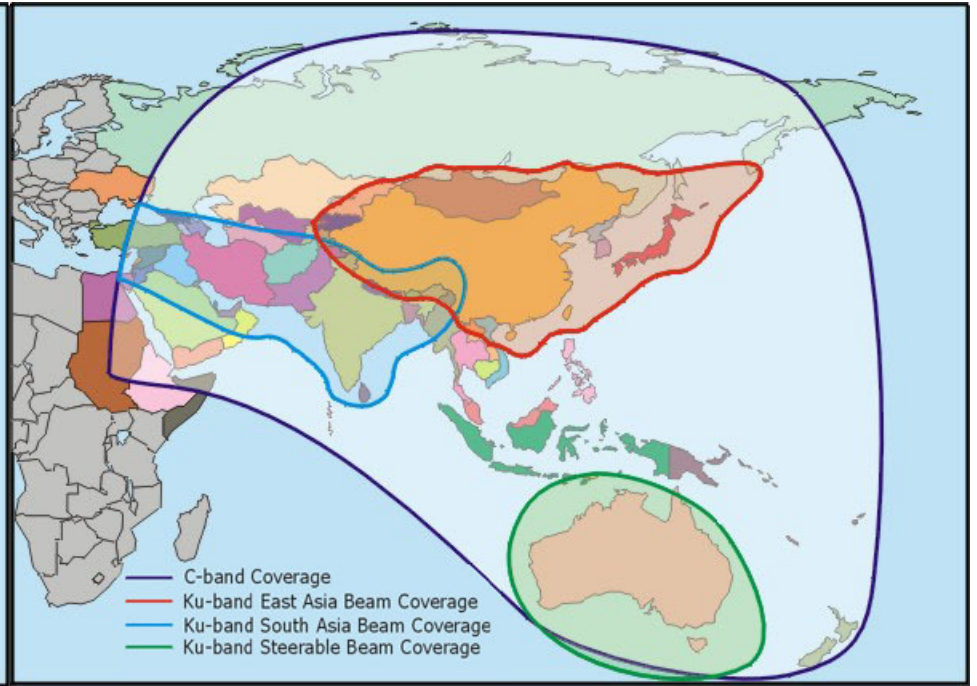 C-band Coverage
Ku-band East Asia Beam Coverage
Ku-band South Asia Beam Coverage
Ku-band Steerable Beam Coverage